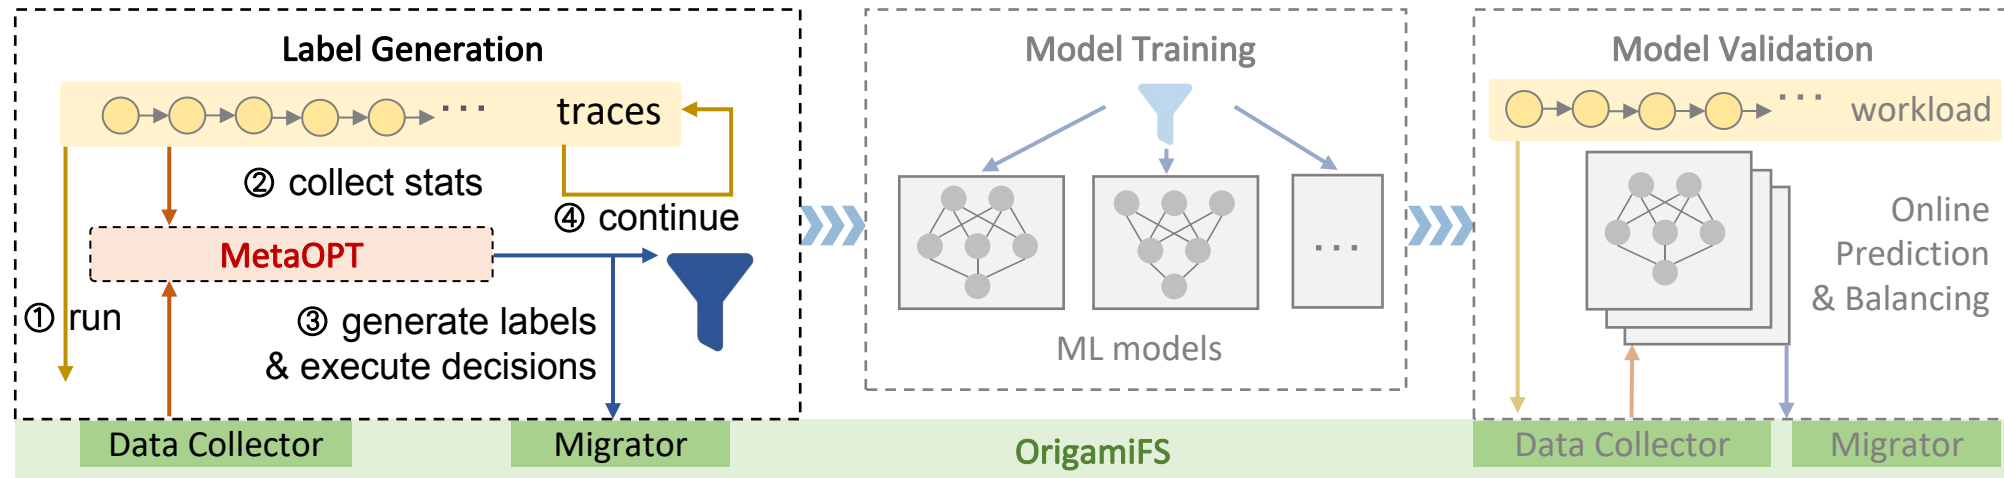 Label Generation
traces
② collect stats
④ continue
MetaOPT
① run
③ generate labels
& execute decisions
Data Collector
Migrator
Model Training
...
ML models
OrigamiFS
Model Validation
... workload
Online
Prediction
& Balancing
Data Collector
Migrator